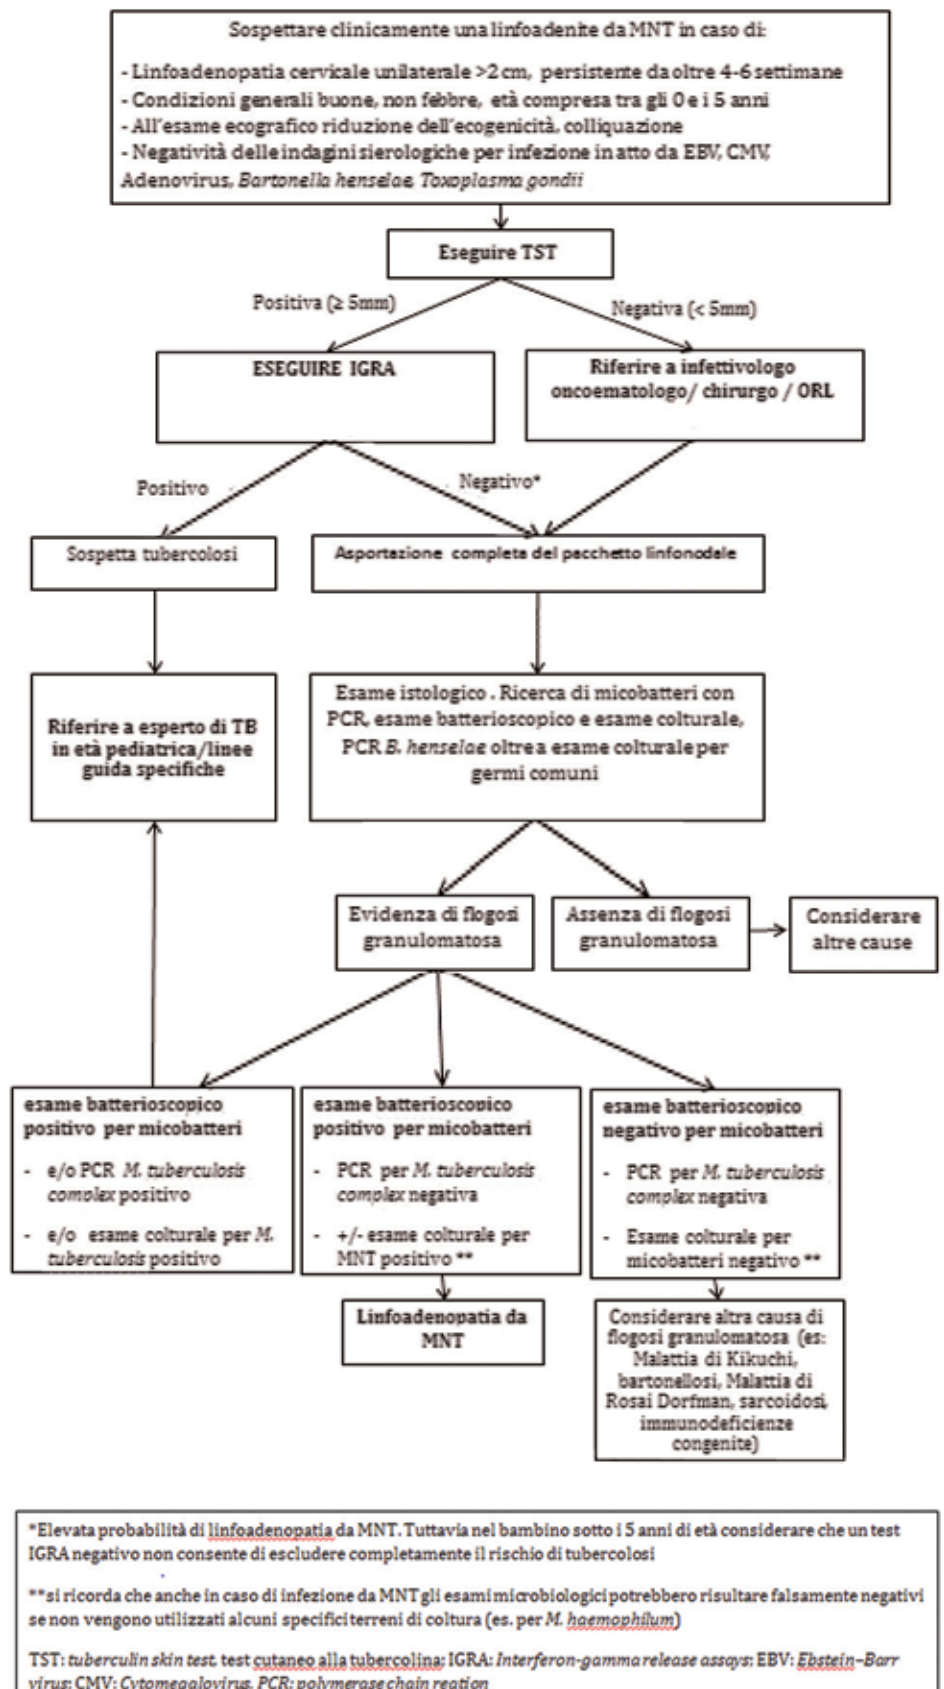 Sospettare clinicamente una linfoadenite da MNT in caso di:
- Linfoadenopatia cervicale unilaterale >2 cm, persistente da oltre 4-6 settimane
- Condizioni generali buone, non febbre, età compresa tra gli 0 e i 5 anni
- All'esame ecografico riduzione dell'ecogenicità, colliquazione
- Negatività delle indagini sierologiche per infezione in atto da EBV, CMV,
Adenovirus, Bartonella henselae, Toxoplasma gondii
Eseguire TST
Positiva (≥ 5mm)
Negativa (< 5mm)
ESEGUIRE IGRA
Riferire a infettivologo
oncoematologo/ chirurgo / ORL
Positivo
Negativo*
Sospetta tubercolosi
Asportazione completa del pacchetto linfonodale
Riferire a esperto di TB
in età pediatrica/linee
guida specifiche
Esame istologico . Ricerca di micobatteri con
PCR, esame batterioscopico e esame colturale,
PCR B. henselae oltre a esame colturale per
germi comuni
Evidenza di flogosi
granulomatosa
Assenza di flogosi
granulomatosa
Considerare
altre cause
esame batterioscopico
positivo per micobatteri
- e/o PCR M. tuberculosis
complex positivo
- e/o esame colturale per M.
tuberculosis positivo
esame batterioscopico
positivo per micobatteri
- PCR per M. tuberculosis
complex negativa
- +/- esame colturale per
MNT positivo **
esame batterioscopico
negativo per micobatteri
- PCR per M. tuberculosis
complex negativa
- Esame colturale per
micobatteri negativo **
Linfoadenopatia da
MNT
Considerare altra causa di
flogosi granulomatosa (es:
Malattia di Kikuchi,
bartonellosi, Malattia di
Rosai Dorfman, sarcoidosi,
immunodeficienze
congenite)
*Elevata probabilità di linfoadenopatia da MNT. Tuttavia nel bambino sotto i 5 anni di età considerare che un test
IGRA negativo non consente di escludere completamente il rischio di tubercolosi
**si ricorda che anche in caso di infezione da MNT gli esami microbiologici potrebbero risultare falsamente negativi
se non vengono utilizzati alcuni specifici terreni di coltura (es. per M. haemophilum)
TST: tuberculin skin test, test cutaneo alla tubercolina; IGRA: Interferon-gamma release assays; EBV: Ebstein–Barr
virus; CMV: Cytomegalovirus, PCR: polymerase chain reation